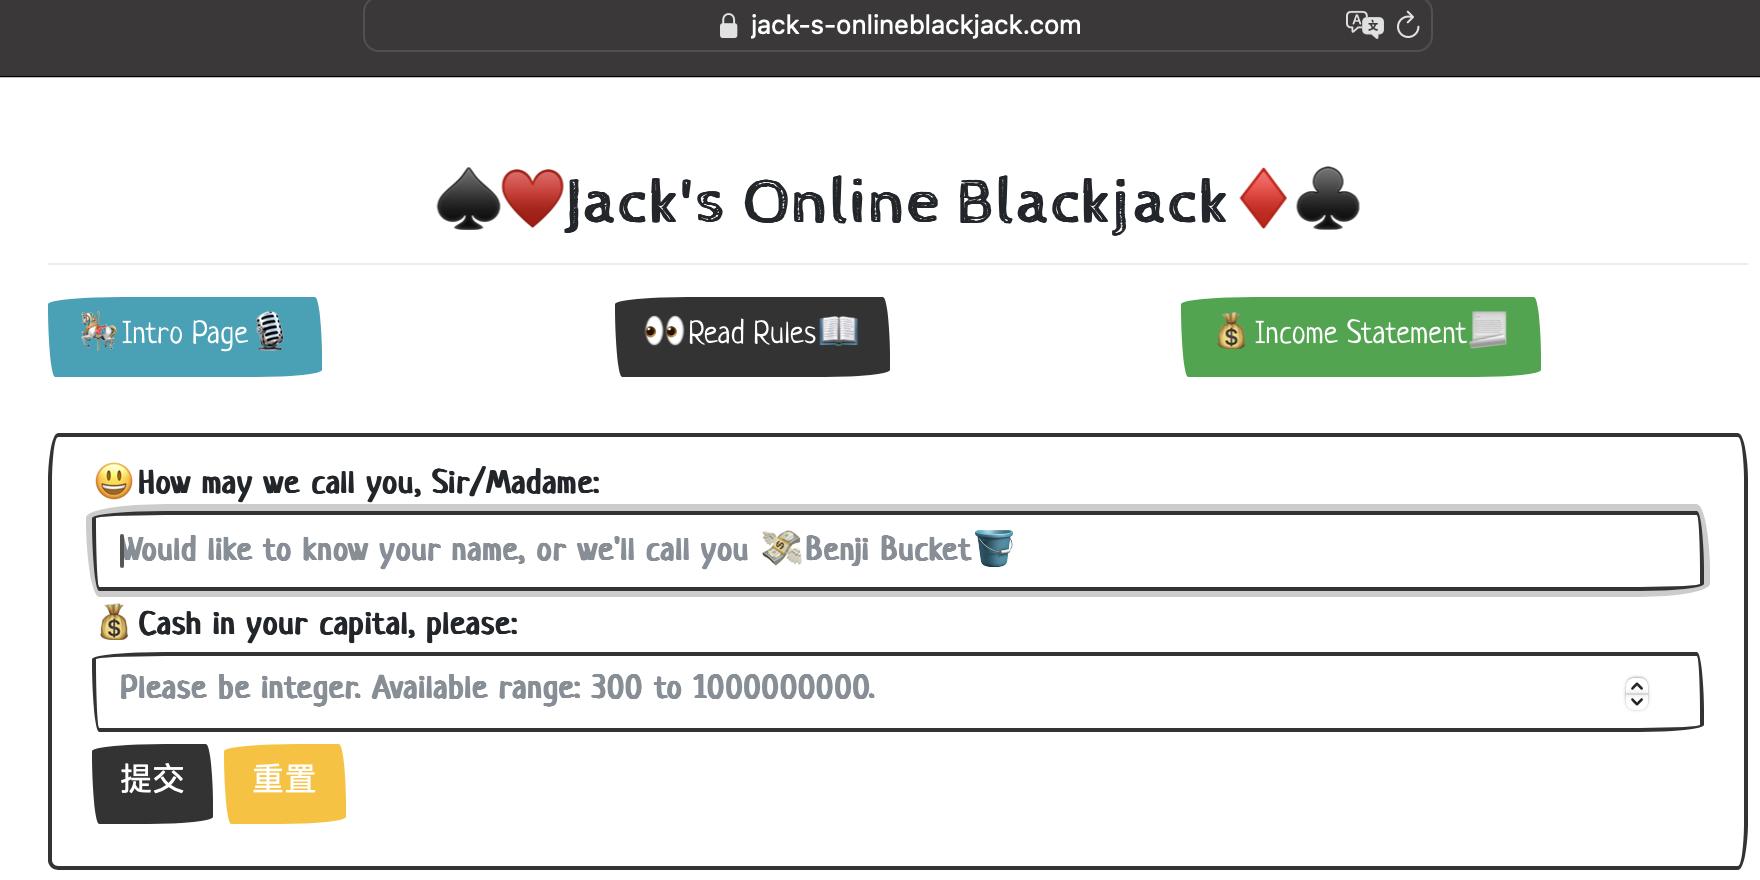 jack-s-onlineblackjack.com
♠️❤️Jack's Online Blackjack♦️♣️
🎠Intro Page🎙️
👀Read Rules📖
💰Income Statement📃
😃How may we call you, Sir/Madame:
Would like to know your name, or we'll call you 💸Benji Bucket🪣
💰Cash in your capital, please:
Please be integer. Available range: 300 to 1000000000.
提交 重置